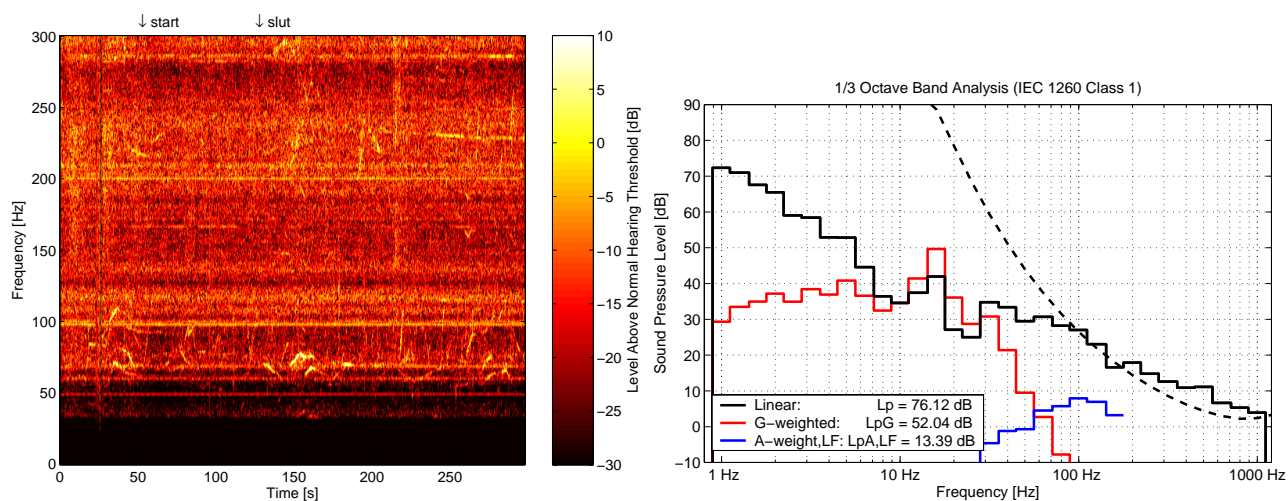 ↓ start
↓ slut
300
250
200
150
100
50
0
Frequency [Hz]
0
50
100
150
200
250
Time [s]
10
5
0
−5
−10
−15
−20
−25
−30
Level Above Normal Hearing Threshold [dB]
1/3 Octave Band Analysis (IEC 1260 Class 1)
90
80
70
60
50
40
30
20
10
0
−10
Sound Pressure Level [dB]
Linear: Lp = 76.12 dB
G-weighted: LpG = 52.04 dB
A-weight,LF: LpA,LF = 13.39 dB
1 Hz
10 Hz
100 Hz
1000 Hz
Frequency [Hz]